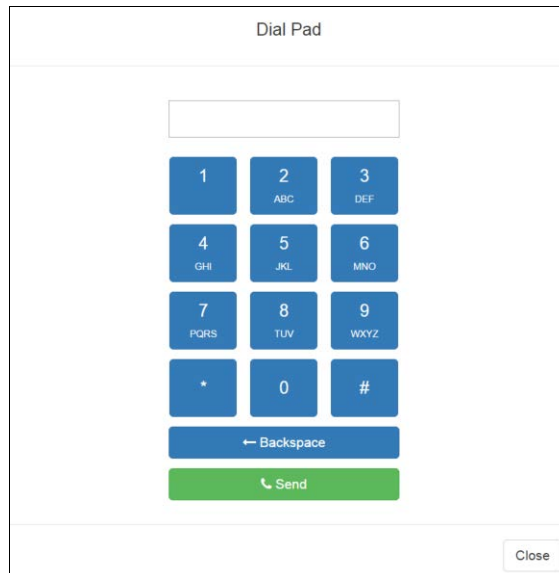 Dial Pad
1 2 3
ABC DEF
4 5 6
GHI JKL MNO
7 8 9
PQRS TUV WXYZ
* 0 #
← Backspace
Send
Close